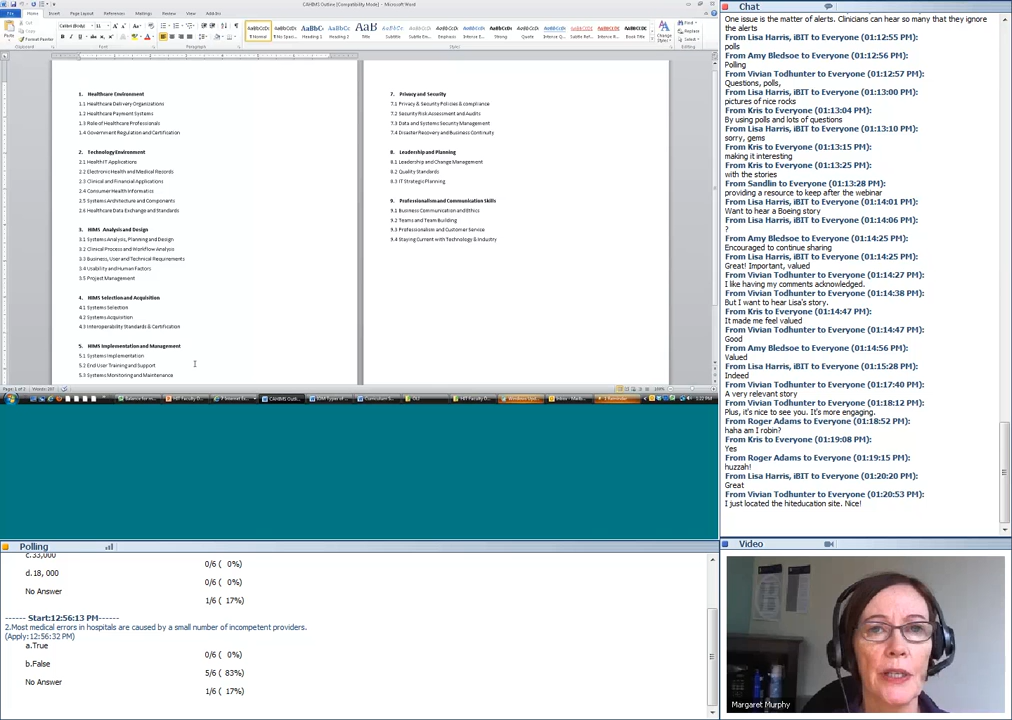 CAHIMS Outline [Compatibility Mode] - Microsoft Word
File Home Insert Page Layout References Mailings Review View Add-Ins
1. Healthcare Environment
1.1 Healthcare Delivery Organizations
1.2 Healthcare Payment Systems
1.3 Role of Healthcare Professionals
1.4 Government Regulation and Certification
2. Technology Environment
2.1 Health IT Applications
2.2 Electronic Health and Medical Records
2.3 Clinical and Financial Applications
2.4 Consumer Health Informatics
2.5 Systems Architecture and Components
2.6 Healthcare Data Exchange and Standards
3. HIMS Analysis and Design
3.1 Systems Analysis, Planning and Design
3.2 Clinical Process and Workflow Analysis
3.3 Business, User and Technical Requirements
3.4 Usability and Human Factors
3.5 Project Management
4. HIMS Selection and Acquisition
4.1 Systems Selection
4.2 Systems Acquisition
4.3 Interoperability Standards & Certification
5. HIMS Implementation and Management
5.1 Systems Implementation
5.2 End User Training and Support
5.3 Systems Monitoring and Maintenance
7. Privacy and Security
7.1 Privacy & Security Policies & compliance
7.2 Security Risk Assessment and Audits
7.3 Data and Systems Security Management
7.4 Disaster Recovery and Business Continuity
8. Leadership and Planning
8.1 Leadership and Change Management
8.2 Quality Standards
8.3 IT Strategic Planning
9. Professionalism and Communication Skills
9.1 Business Communication and Ethics
9.2 Teams and Team Building
9.3 Professionalism and Customer Service
9.4 Staying Current with Technology & Industry
Polling
c.33,000
0/6 ( 0%)
d.18, 000
0/6 ( 0%)
No Answer
1/6 ( 17%)
------ Start:12:56:13 PM------
2.Most medical errors in hospitals are caused by a small number of incompetent providers.
(Apply:12:56:32 PM)
a.True
0/6 ( 0%)
b.False
5/6 ( 83%)
No Answer
1/6 ( 17%)
Chat
One issue is the matter of alerts. Clinicians can hear so many that they ignore
the alerts
From Lisa Harris, iBIT to Everyone (01:12:55 PM):
polls
From Amy Bledsoe to Everyone (01:12:56 PM):
Polling
From Vivian Todhunter to Everyone (01:12:57 PM):
Questions, polls,
From Lisa Harris, iBIT to Everyone (01:13:00 PM):
pictures of nice rocks
From Kris to Everyone (01:13:04 PM):
By using polls and lots of questions
From Lisa Harris, iBIT to Everyone (01:13:10 PM):
sorry, gems
From Kris to Everyone (01:13:15 PM):
making it interesting
From Kris to Everyone (01:13:25 PM):
with the stories
From Sandlin to Everyone (01:13:28 PM):
providing a resource to keep after the webinar
From Lisa Harris, iBIT to Everyone (01:14:01 PM):
Want to hear a Boeing story
From Lisa Harris, iBIT to Everyone (01:14:06 PM):
?
From Amy Bledsoe to Everyone (01:14:25 PM):
Encouraged to continue sharing
From Lisa Harris, iBIT to Everyone (01:14:25 PM):
Great! Important, valued
From Vivian Todhunter to Everyone (01:14:27 PM):
I like having my comments acknowledged.
From Vivian Todhunter to Everyone (01:14:38 PM):
But I want to hear Lisa's story.
From Kris to Everyone (01:14:47 PM):
It made me feel valued
From Vivian Todhunter to Everyone (01:14:47 PM):
Good
From Amy Bledsoe to Everyone (01:14:56 PM):
Valued
From Lisa Harris, iBIT to Everyone (01:15:28 PM):
Indeed
From Vivian Todhunter to Everyone (01:17:40 PM):
A very relevant story
From Vivian Todhunter to Everyone (01:18:12 PM):
Plus, it's nice to see you. It's more engaging.
From Roger Adams to Everyone (01:18:52 PM):
haha am I robin?
From Kris to Everyone (01:19:08 PM):
Yes
From Roger Adams to Everyone (01:19:15 PM):
huzzah!
From Lisa Harris, iBIT to Everyone (01:20:20 PM):
Great
From Vivian Todhunter to Everyone (01:20:53 PM):
I just located the hiteducation site. Nice!
Video
Margaret Murphy